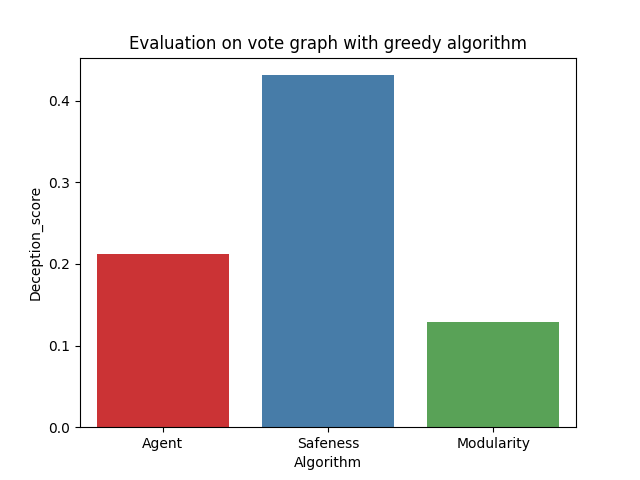 Evaluation on vote graph with greedy algorithm
0.4
0.3
0.2
0.1
0.0
Deception_score
Agent
Safeness
Modularity
Algorithm